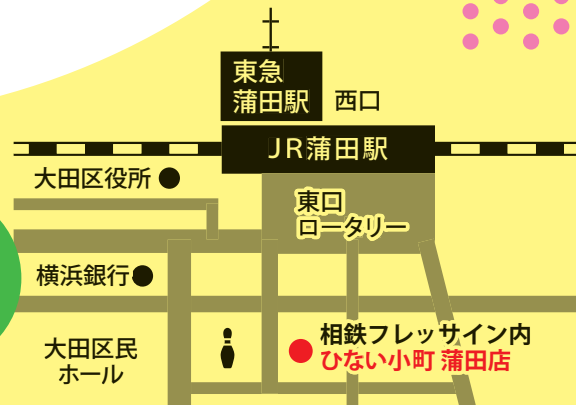 東急
蒲田駅
西口
JR蒲田駅
大田区役所
東口
ロータリー
横浜銀行
大田区民
ホール
相鉄フレッサイン内
ひない小町 蒲田店